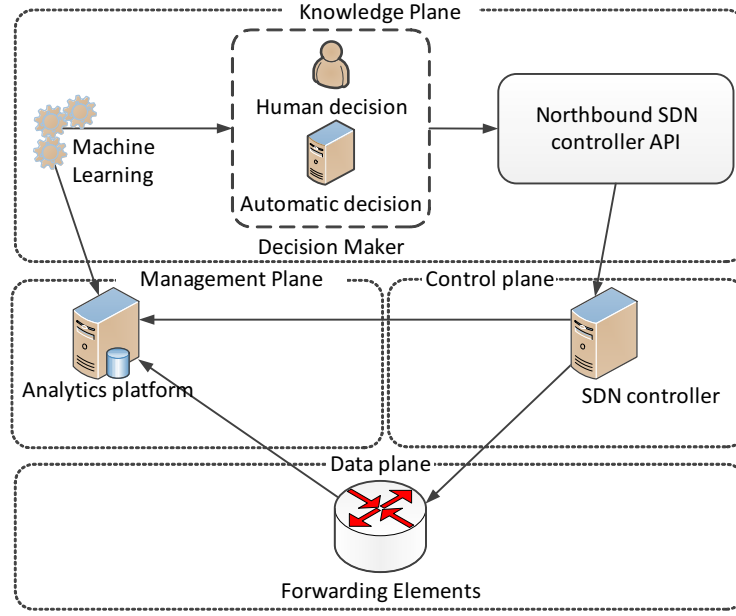 Knowledge Plane
Human decision
Machine
Learning
Automatic decision
Northbound SDN
controller API
Decision Maker
Management Plane
Control plane
Analytics platform
SDN controller
Data plane
Forwarding Elements